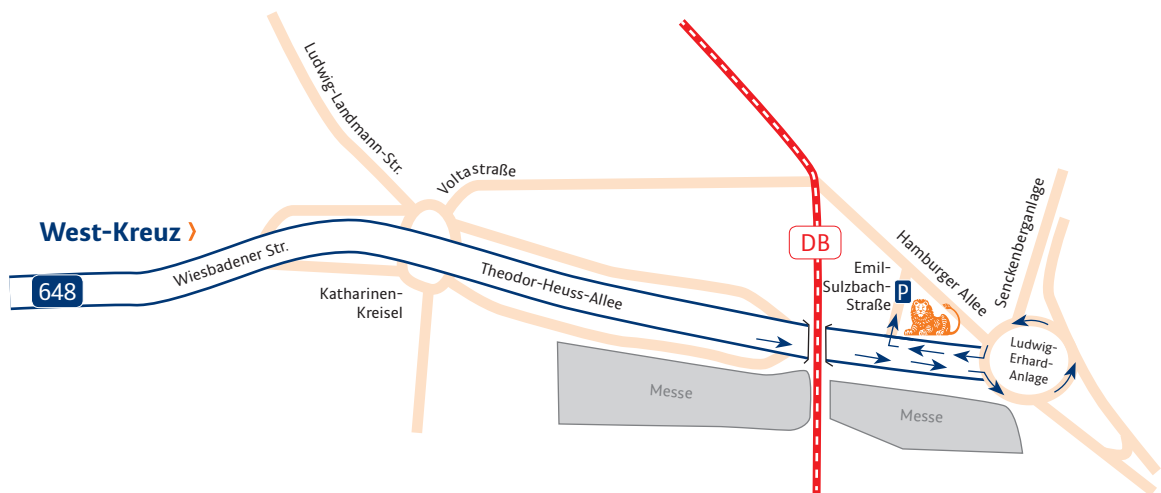 Ludwig-Landmann-Str.
Voltastraße
West-Kreuz ›
Wiesbadener Str.
648
Katharinen-
Kreisel
Theodor-Heuss-Allee
DB
Emil-
Sulzbach-
Straße
P
Hamburger Allee
Senckenberganlage
Ludwig-
Erhard-
Anlage
Messe
Messe